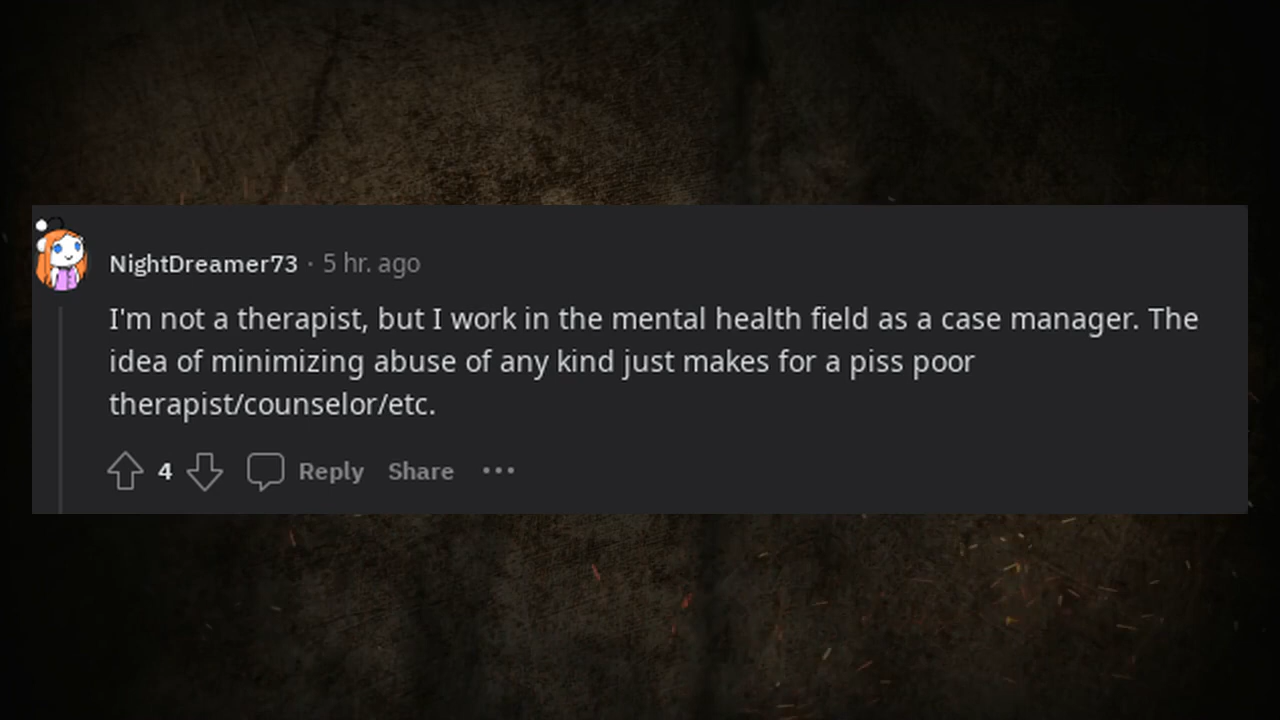 NightDreamer73 · 5 hr. ago
I'm not a therapist, but I work in the mental health field as a case manager. The
idea of minimizing abuse of any kind just makes for a piss poor
therapist/counselor/etc.
4 Reply Share ...